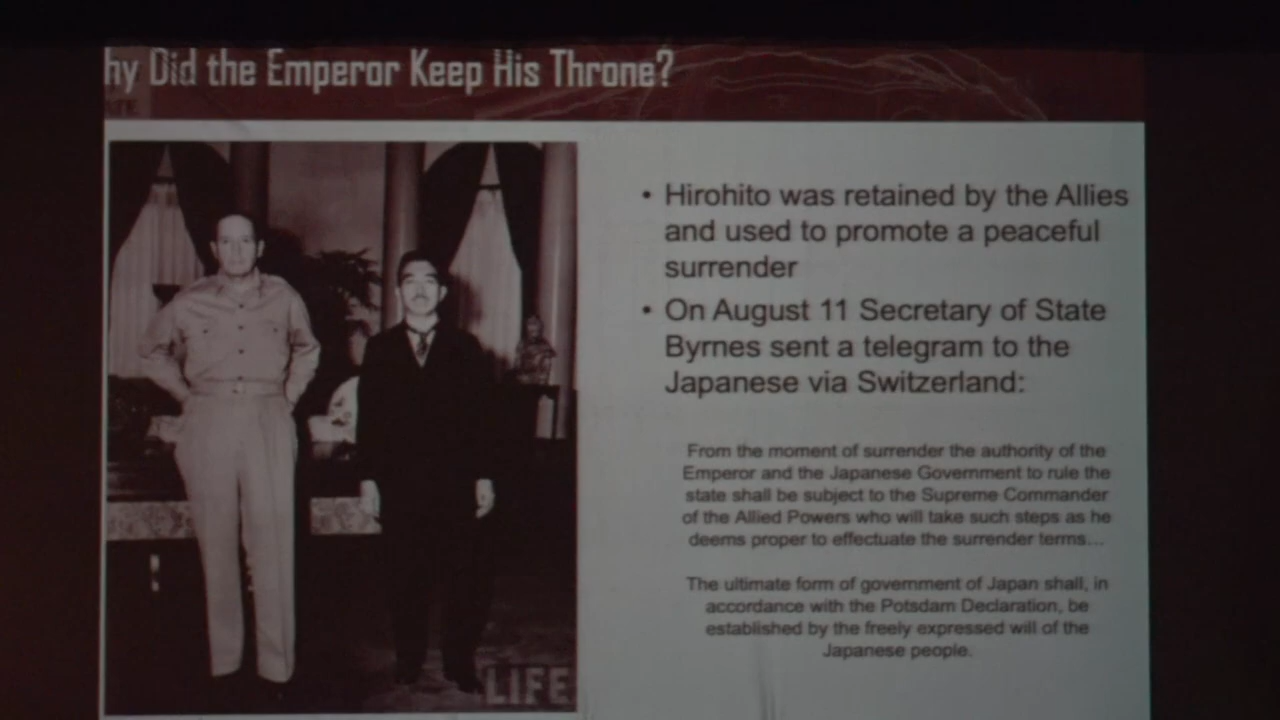 hy Did the Emperor Keep His Throne?
• Hirohito was retained by the Allies
and used to promote a peaceful
surrender
• On August 11 Secretary of State
Byrnes sent a telegram to the
Japanese via Switzerland:
From the moment of surrender the authority of the
Emperor and the Japanese Government to rule the
state shall be subject to the Supreme Commander
of the Allied Powers who will take such steps as he
deems proper to effectuate the surrender terms...
The ultimate form of government of Japan shall, in
accordance with the Potsdam Declaration, be
established by the freely expressed will of the
Japanese people.
LIFE